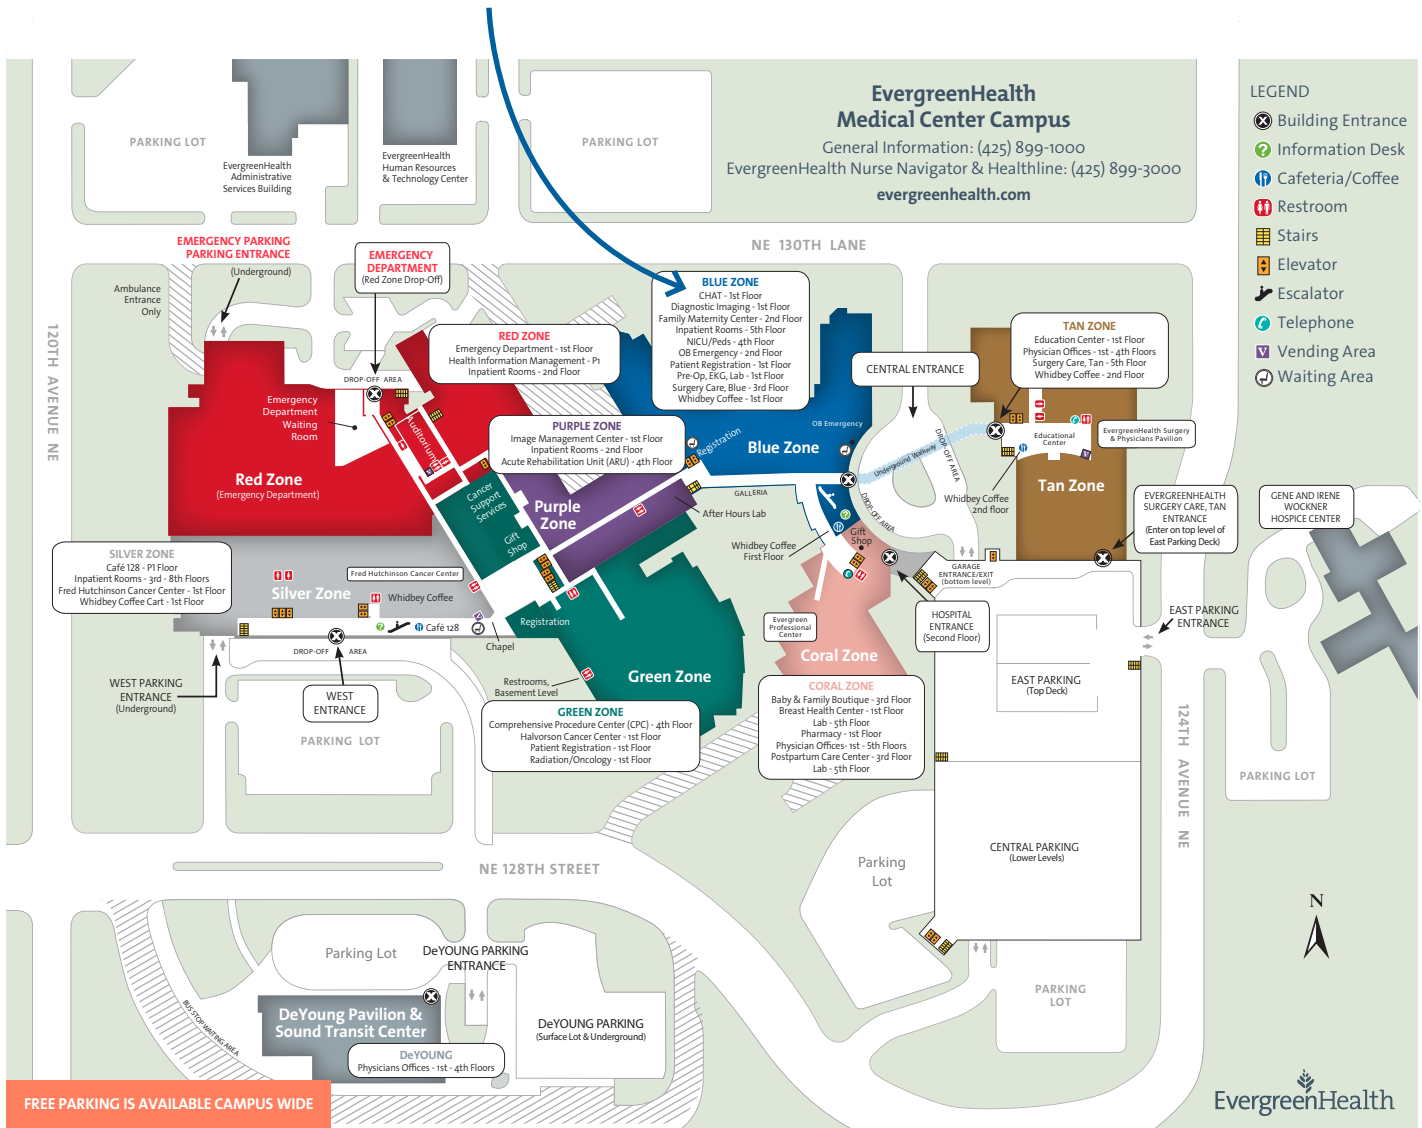 EvergreenHealth
Medical Center Campus
General Information: (425) 899-1000
EvergreenHealth Nurse Navigator & Healthline: (425) 899-3000
evergreenhealth.com
LEGEND
Building Entrance
Information Desk
Cafeteria/Coffee
Restroom
Stairs
Elevator
Escalator
Telephone
V Vending Area
Waiting Area
PARKING LOT
EvergreenHealth
Administrative
Services Building
EvergreenHealth
Human Resources
& Technology Center
PARKING LOT
NE 130TH LANE
120TH AVENUE NE
EMERGENCY PARKING
PARKING ENTRANCE
(Underground)
Ambulance
Entrance
Only
EMERGENCY
DEPARTMENT
(Red Zone Drop-Off)
RED ZONE
Emergency Department - 1st Floor
Health Information Management - P1
Inpatient Rooms - 2nd Floor
BLUE ZONE
CHAT - 1st Floor
Diagnostic Imaging - 1st Floor
Family Maternity Center - 2nd Floor
Inpatient Rooms - 5th Floor
NICU/Peds - 4th Floor
OB Emergency - 2nd Floor
Patient Registration - 1st Floor
Pre-Op, EKG, Lab - 1st Floor
Surgery Care, Blue - 3rd Floor
Whidbey Coffee - 1st Floor
CENTRAL ENTRANCE
TAN ZONE
Education Center - 1st Floor
Physician Offices - 1st - 4th Floors
Surgery Care, Tan - 5th Floor
Whidbey Coffee - 2nd Floor
DROP-OFF AREA
Emergency
Department
Waiting
Room
Auditorium
PURPLE ZONE
Image Management Center - 1st Floor
Inpatient Rooms - 2nd Floor
Acute Rehabilitation Unit (ARU) - 4th Floor
Registration
Blue Zone
OB Emergency
Underground Walkway
DROP-OFF AREA
DROP-OFF AREA
Educational
Center
EvergreenHealth Surgery
& Physicians Pavilion
Whidbey Coffee
2nd floor
Tan Zone
EVERGREENHEALTH
SURGERY CARE, TAN
ENTRANCE
(Enter on top level of
East Parking Deck)
GENE AND IRENE
WOCKNER
HOSPICE CENTER
Red Zone
(Emergency Department)
Cancer
Support
Services
Gift
Shop
Purple
Zone
GALLERIA
After Hours Lab
Whidbey Coffee
First Floor
Gift
Shop
GARAGE
ENTRANCE/EXIT
(bottom level)
SILVER ZONE
Café 128 - P1 Floor
Inpatient Rooms - 3rd - 8th Floors
Fred Hutchinson Cancer Center - 1st Floor
Whidbey Coffee Cart - 1st Floor
Fred Hutchinson Cancer Center
Silver Zone
Whidbey Coffee
Café 128
Chapel
Registration
DROP-OFF AREA
WEST PARKING
ENTRANCE
(Underground)
WEST
ENTRANCE
PARKING LOT
Restrooms,
Basement Level
Green Zone
GREEN ZONE
Comprehensive Procedure Center (CPC) - 4th Floor
Halvorson Cancer Center - 1st Floor
Patient Registration - 1st Floor
Radiation/Oncology - 1st Floor
Evergreen
Professional
Center
Coral Zone
CORAL ZONE
Baby & Family Boutique - 3rd Floor
Breast Health Center - 1st Floor
Lab - 5th Floor
Pharmacy - 1st Floor
Physician Offices- 1st - 5th Floors
Postpartum Care Center - 3rd Floor
Lab - 5th Floor
HOSPITAL
ENTRANCE
(Second Floor)
EAST PARKING
ENTRANCE
EAST PARKING
(Top Deck)
124TH AVENUE NE
PARKING LOT
CENTRAL PARKING
(Lower Levels)
Parking
Lot
NE 128TH STREET
N
Parking Lot
DeYOUNG PARKING
ENTRANCE
BUS STOP WAITING AREA
DeYoung Pavilion &
Sound Transit Center
DeYOUNG
Physicians Offices - 1st - 4th Floors
DeYOUNG PARKING
(Surface Lot & Underground)
PARKING
LOT
FREE PARKING IS AVAILABLE CAMPUS WIDE
EvergreenHealth